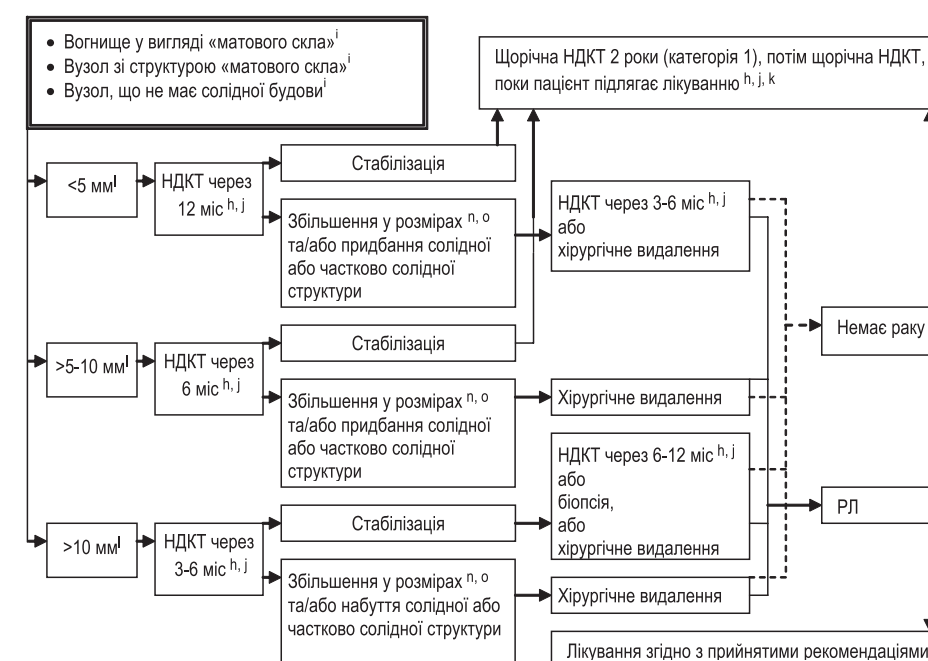 • Вогнище у вигляді «матового скла»i
• Вузол зі структурою «матового скла»i
• Вузол, що не має солідної будовиi
Щорічна НДКТ 2 роки (категорія 1), потім щорічна НДКТ,
поки пацієнт підлягає лікуванню h, j, k
<5 ммl
НДКТ через
12 міс h, j
Стабілізація
Збільшення у розмірах n, o
та/або придбання солідної
або частково солідної
структури
НДКТ через 3-6 міс h, j
або
хірургічне видалення
Немає раку
>5-10 ммl
НДКТ через
6 міс h, j
Стабілізація
Збільшення у розмірах n, o
та/або придбання солідної
або частково солідної
структури
Хірургічне видалення
НДКТ через 6-12 міс h, j
або
біопсія,
або
хірургічне видалення
РЛ
>10 ммl
НДКТ через
3-6 міс h, j
Стабілізація
Збільшення у розмірах n, o
та/або набуття солідної або
частково солідної структури
Хірургічне видалення
Лікування згідно з прийнятими рекомендаціями